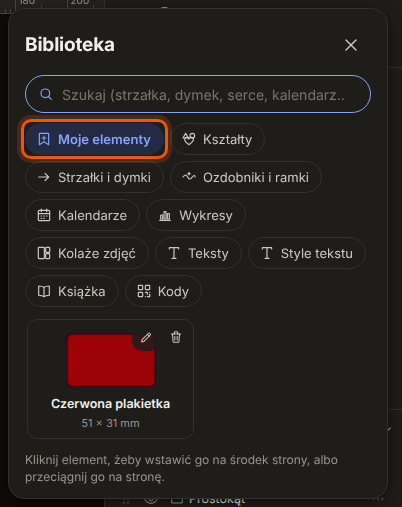 180
200
Biblioteka
Szukaj (strzałka, dymek, serce, kalendarz..
Moje elementy
Kształty
Strzałki i dymki
Ozdobniki i ramki
Kalendarze
Wykresy
Kolaże zdjęć
Teksty
Style tekstu
Książka
Kody
Czerwona plakietka
51 × 31 mm
Kliknij element, żeby wstawić go na środek strony, albo
przeciągnij go na stronę.
Prostokąt